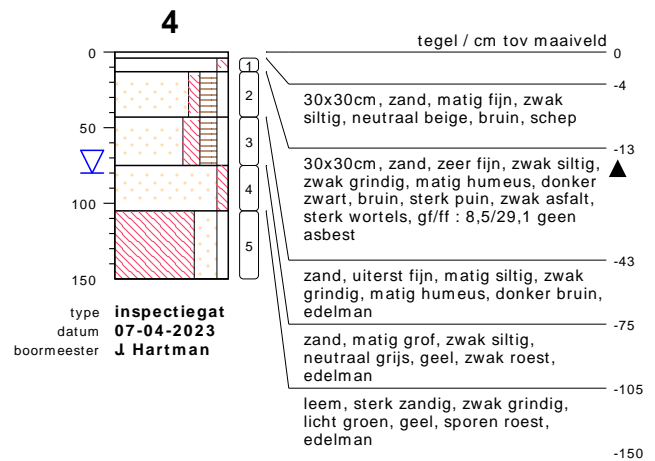 4
tegel / cm tov maaiveld
0
0
1
-4
2
30x30cm, zand, matig fijn, zwak
siltig, neutraal beige, bruin, schep
50
-13
3
30x30cm, zand, zeer fijn, zwak siltig,
zwak grindig, matig humeus, donker
zwart, bruin, sterk puin, zwak asfalt,
sterk wortels, gf/ff : 8,5/29,1 geen
asbest
4
100
5
-43
zand, uiterst fijn, matig siltig, zwak
grindig, matig humeus, donker bruin,
edelman
150
-75
type inspectiegat
datum 07-04-2023
boormeester J. Hartman
zand, matig grof, zwak siltig,
neutraal grijs, geel, zwak roest,
edelman
-105
leem, sterk zandig, zwak grindig,
licht groen, geel, sporen roest,
edelman
-150